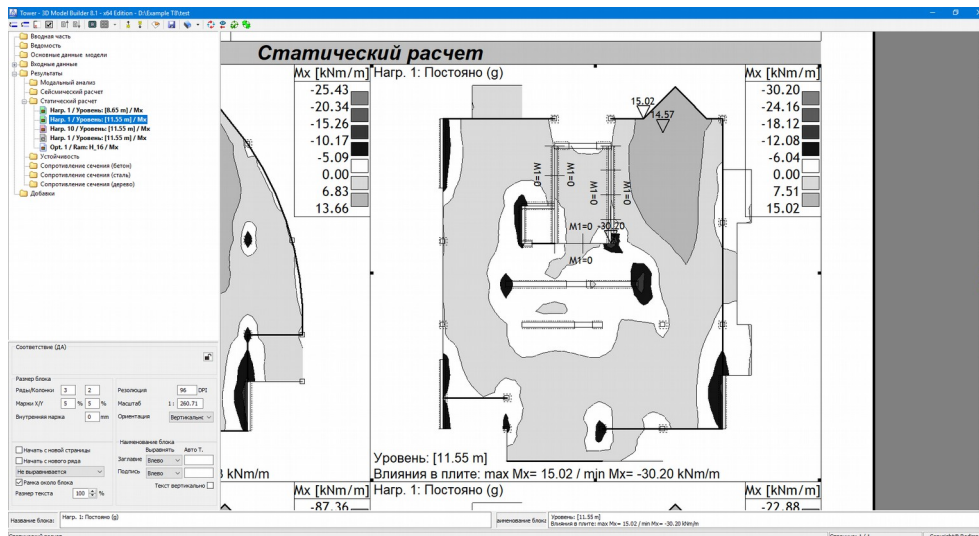 Tower - 3D Model Builder 8.1 - x64 Edition - D:\Example TII\test
Вводная часть
Ведомость
Основные данные модели
Входные данные
Результаты
Модальный анализ
Сейсмический расчет
Статический расчет
Нагр. 1 / Уровень: [8.65 m] / Mx
Нагр. 1 / Уровень: [11.55 m] / Mx
Нагр. 10 / Уровень: [11.55 m] / Mx
Нагр. 1 / Уровень: [11.55 m] / Mx
Opt. 1 / Ram: H_16 / Mx
Устойчивость
Сопротивление сечения (бетон)
Сопротивление сечения (сталь)
Сопротивление сечения (дерево)
Добавки
Соответствие (ДА)
Размер блока
Ряды/Колонки 3 2
Резолюция 96 DPI
Маржи X/Y 5 % 5 %
Масштаб 1 : 260.71
Внутренняя маржа 0 mm
Ориентация Вертикальнс
Наименование блока
Выравнять Авто Т.
Начать с новой страницы
Начать с нового ряда
Заглавие Влево
Не выравнивается
Подпись Влево
Рамка около блока
Текст вертикально
Размер текста 100 %
Статический расчет
Mx [kNm/m]
-25.43
-20.34
-15.26
-10.17
-5.09
0.00
6.83
13.66
kNm/m
Mx [kNm/m]
-87.36
Нагр. 1: Постояно (g)
15.02
14.57
M1=0
M1=0
M1=0
M1=0
M1=0
-30.20
M1=0
Уровень: [11.55 m]
Влияния в плите: max Mx= 15.02 / min Mx= -30.20 kNm/m
Mx [kNm/m]
-30.20
-24.16
-18.12
-12.08
-6.04
0.00
7.51
15.02
Нагр. 1: Постояно (g)
Mx [kNm/m]
-22.88
Название блока: Нагр. 1: Постояно (g)
аименование блока
Уровень: [11.55 m]
Влияния в плите: max Mx= 15.02 / min Mx= -30.20 kNm/m